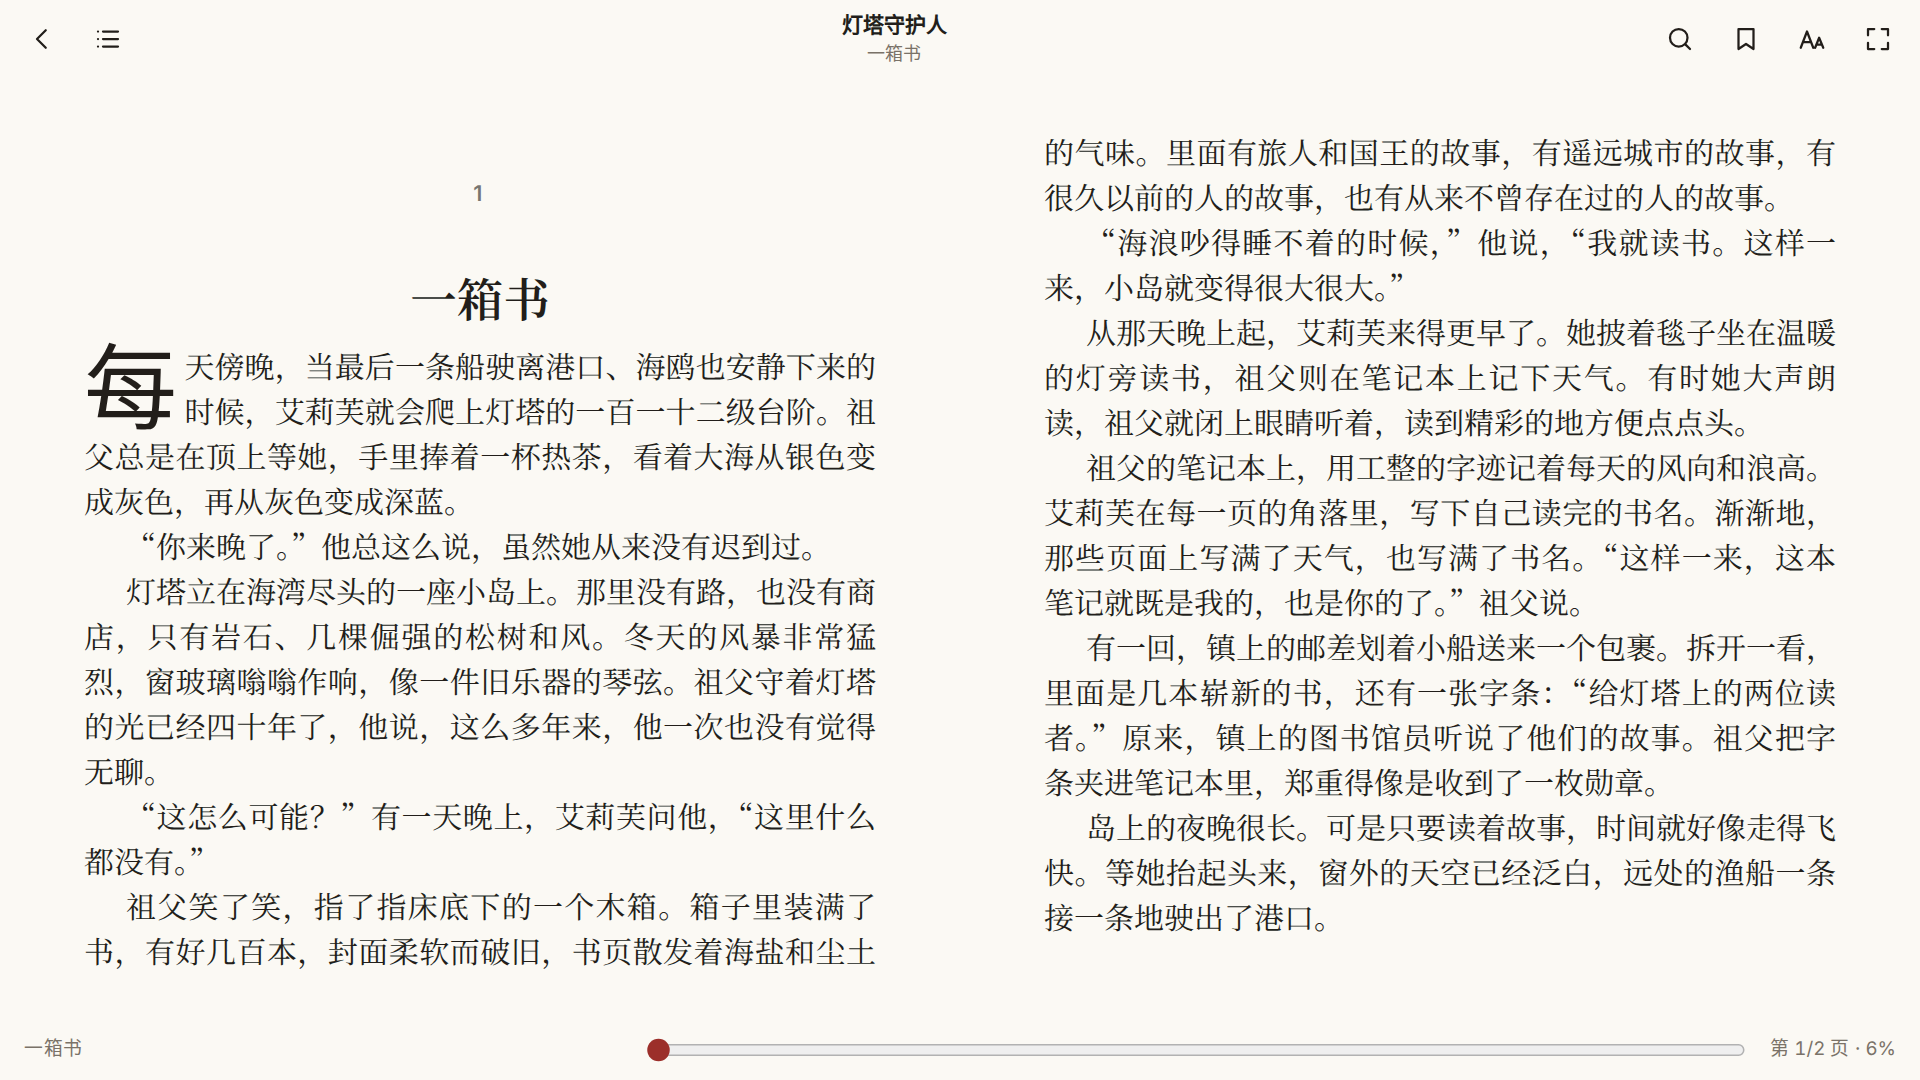 灯塔守护人
一箱书
1
一箱书
每天傍晚，当最后一条船驶离港口、海鸥也安静下来的
时候，艾莉芙就会爬上灯塔的一百一十二级台阶。祖
父总是在顶上等她，手里捧着一杯热茶，看着大海从银色变
成灰色，再从灰色变成深蓝。
“你来晚了。”他总这么说，虽然她从来没有迟到过。
灯塔立在海湾尽头的一座小岛上。那里没有路，也没有商
店，只有岩石、几棵倔强的松树和风。冬天的风暴非常猛
烈，窗玻璃嗡嗡作响，像一件旧乐器的琴弦。祖父守着灯塔
的光已经四十年了，他说，这么多年来，他一次也没有觉得
无聊。
“这怎么可能？”有一天晚上，艾莉芙问他，“这里什么
都没有。”
祖父笑了笑，指了指床底下的一个木箱。箱子里装满了
书，有好几百本，封面柔软而破旧，书页散发着海盐和尘土
的气味。里面有旅人和国王的故事，有遥远城市的故事，有
很久以前的人的故事，也有从来不曾存在过的人的故事。
“海浪吵得睡不着的时候，”他说，“我就读书。这样一
来，小岛就变得很大很大。”
从那天晚上起，艾莉芙来得更早了。她披着毯子坐在温暖
的灯旁读书，祖父则在笔记本上记下天气。有时她大声朗
读，祖父就闭上眼睛听着，读到精彩的地方便点点头。
祖父的笔记本上，用工整的字迹记着每天的风向和浪高。
艾莉芙在每一页的角落里，写下自己读完的书名。渐渐地，
那些页面上写满了天气，也写满了书名。“这样一来，这本
笔记就既是我的，也是你的了。”祖父说。
有一回，镇上的邮差划着小船送来一个包裹。拆开一看，
里面是几本崭新的书，还有一张字条：“给灯塔上的两位读
者。”原来，镇上的图书馆员听说了他们的故事。祖父把字
条夹进笔记本里，郑重得像是收到了一枚勋章。
岛上的夜晚很长。可是只要读着故事，时间就好像走得飞
快。等她抬起头来，窗外的天空已经泛白，远处的渔船一条
接一条地驶出了港口。
一箱书
第 1/2 页 · 6%